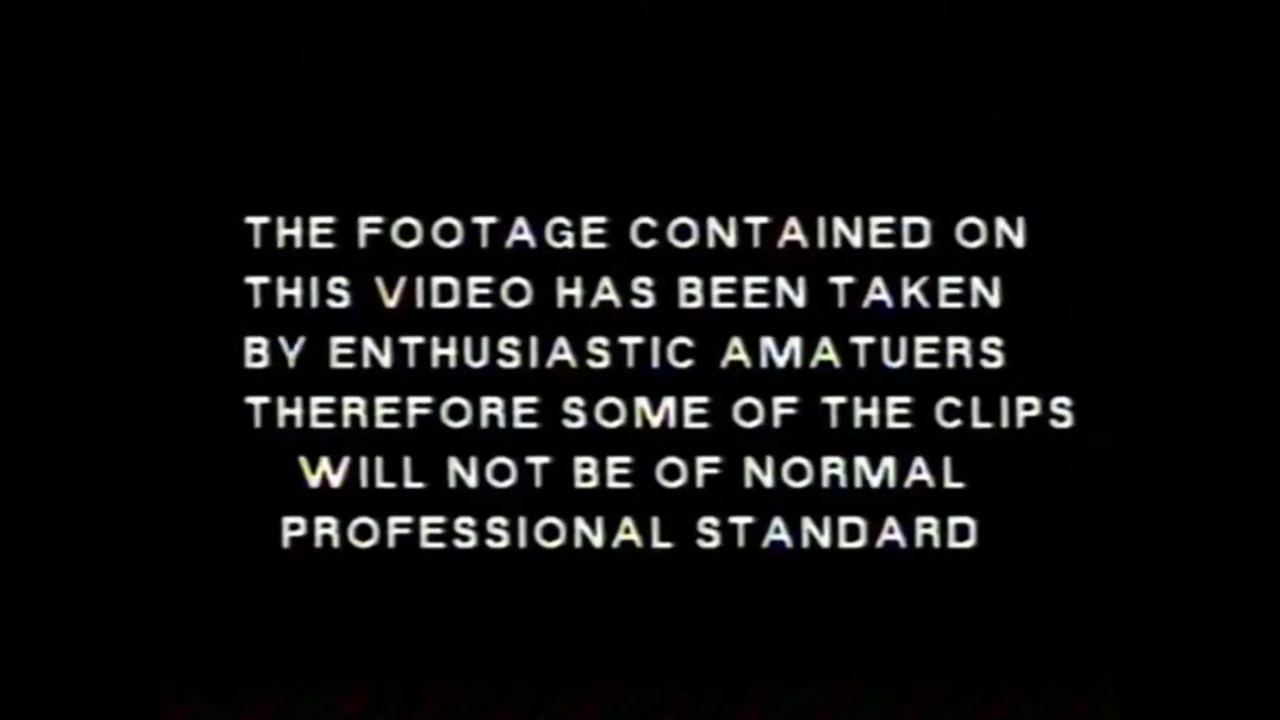 THE FOOTAGE CONTAINED ON
THIS VIDEO HAS BEEN TAKEN
BY ENTHUSIASTIC AMATUERS
THEREFORE SOME OF THE CLIPS
WILL NOT BE OF NORMAL
PROFESSIONAL STANDARD